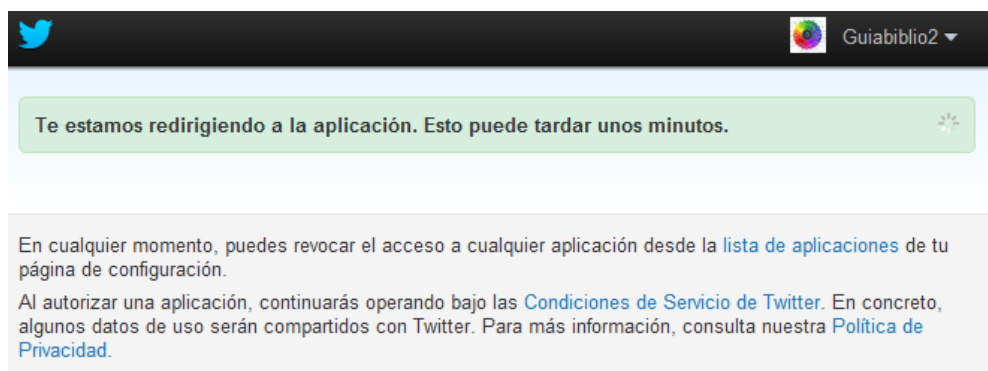 Guiabiblio2
Te estamos redirigiendo a la aplicación. Esto puede tardar unos minutos.
En cualquier momento, puedes revocar el acceso a cualquier aplicación desde la lista de aplicaciones de tu
página de configuración.
Al autorizar una aplicación, continuarás operando bajo las Condiciones de Servicio de Twitter. En concreto,
algunos datos de uso serán compartidos con Twitter. Para más información, consulta nuestra Política de
Privacidad.